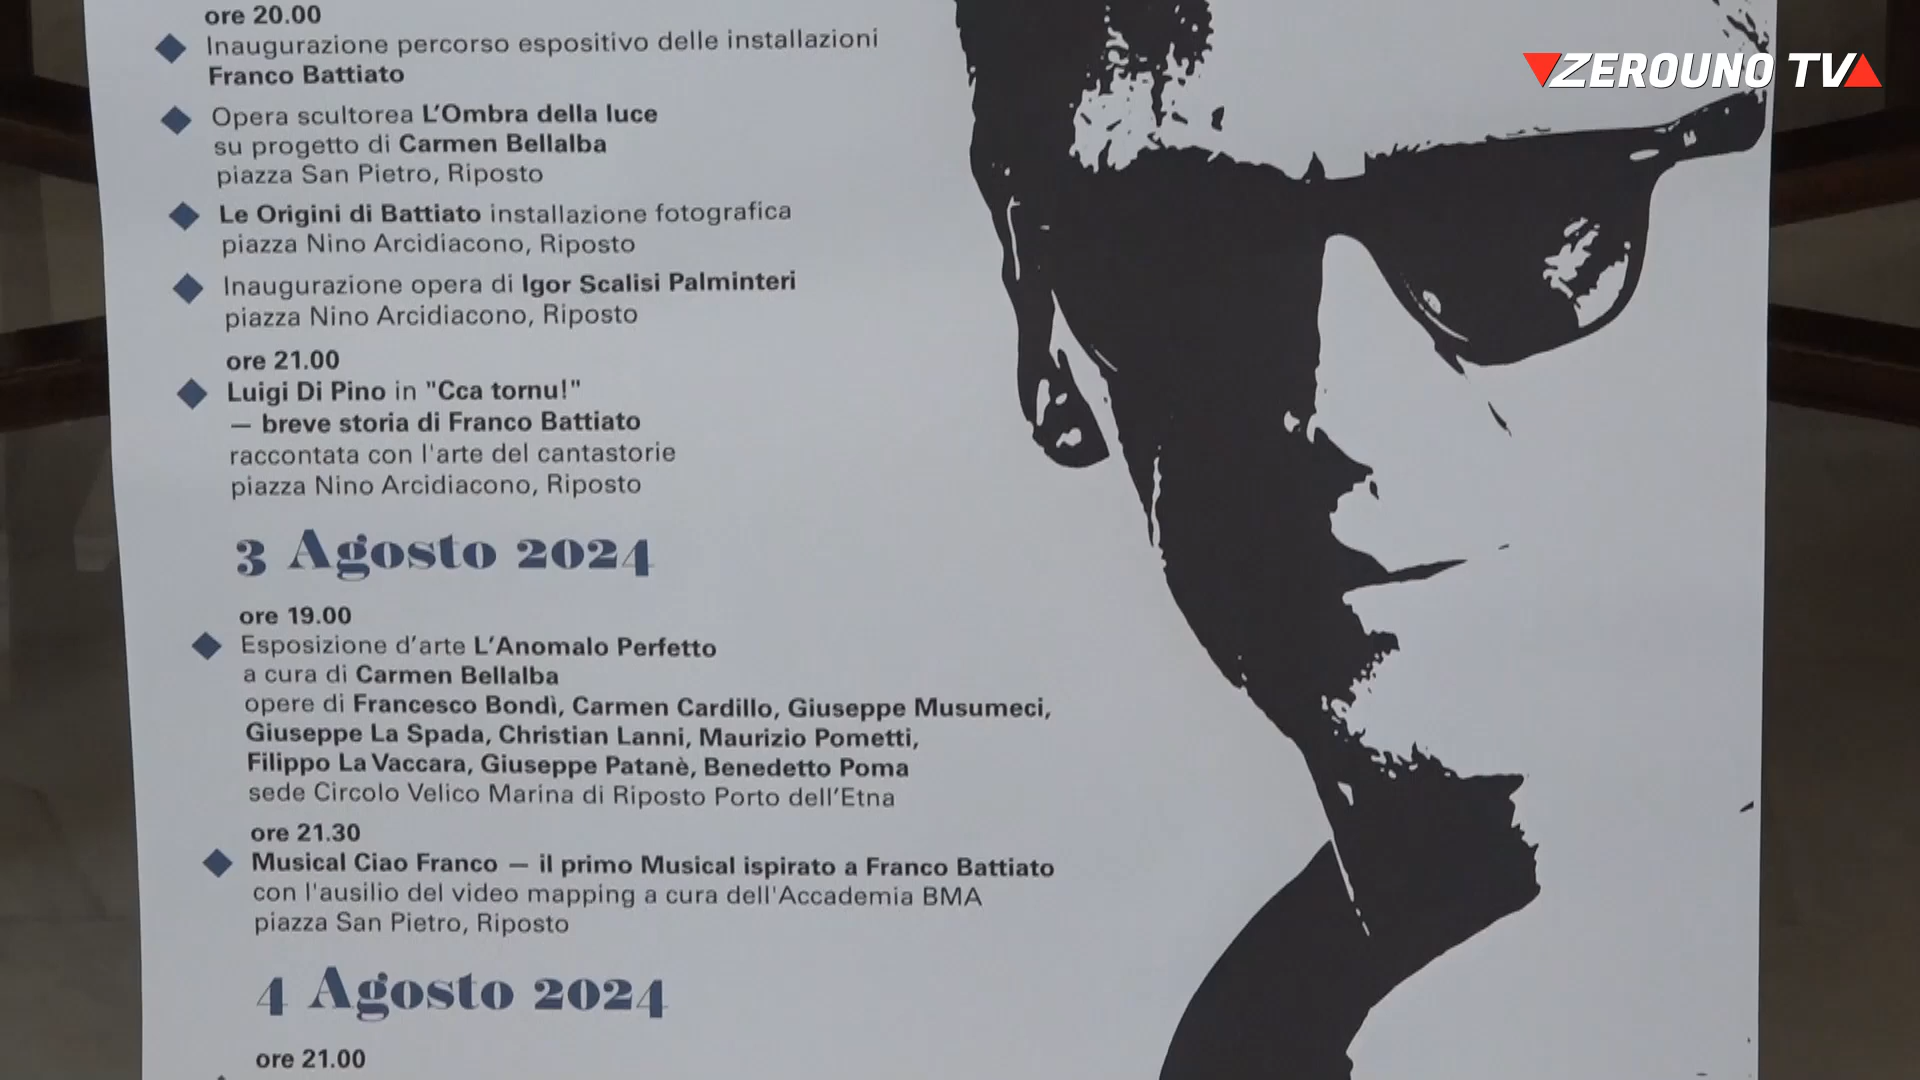 ore 20.00
Inaugurazione percorso espositivo delle installazioni
Franco Battiato
Opera scultorea L'Ombra della luce
su progetto di Carmen Bellalba
piazza San Pietro, Riposto
Le Origini di Battiato installazione fotografica
piazza Nino Arcidiacono, Riposto
Inaugurazione opera di Igor Scalisi Palminteri
piazza Nino Arcidiacono, Riposto
ore 21.00
Luigi Di Pino in "Cca tornu!"
— breve storia di Franco Battiato
raccontata con l'arte del cantastorie
piazza Nino Arcidiacono, Riposto
3 Agosto 2024
ore 19.00
Esposizione d'arte L'Anomalo Perfetto
a cura di Carmen Bellalba
opere di Francesco Bondì, Carmen Cardillo, Giuseppe Musumeci,
Giuseppe La Spada, Christian Lanni, Maurizio Pometti,
Filippo La Vaccara, Giuseppe Patanè, Benedetto Poma
sede Circolo Velico Marina di Riposto Porto dell'Etna
ore 21.30
Musical Ciao Franco — il primo Musical ispirato a Franco Battiato
con l'ausilio del video mapping a cura dell'Accademia BMA
piazza San Pietro, Riposto
4 Agosto 2024
ore 21.00
ZEROUNO TV